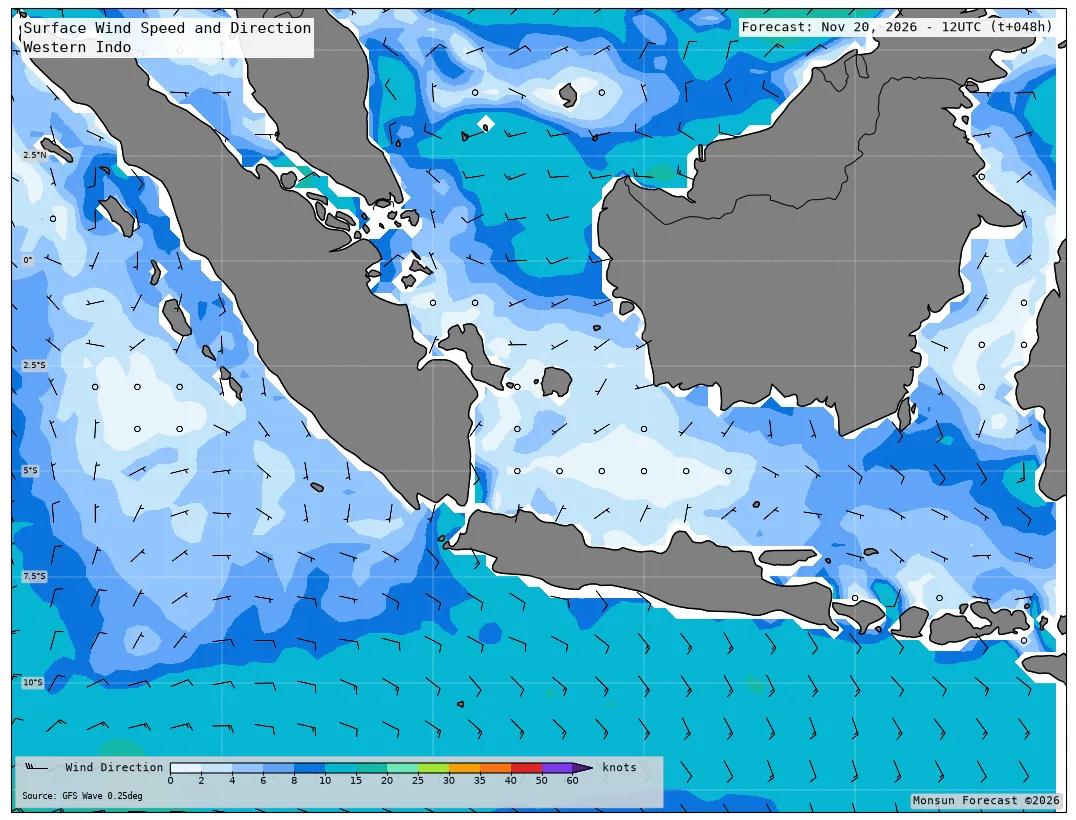 Surface Wind Speed and Direction
Western Indo
Forecast: Nov 20, 2026 - 12UTC (t+048h)
2.5°N
0°
2.5°S
5°S
7.5°S
10°S
Wind Direction
0 2 4 6 8 10 15 20 25 30 35 40 50 60
knots
Source: GFS Wave 0.25deg
Monsun Forecast ©2026